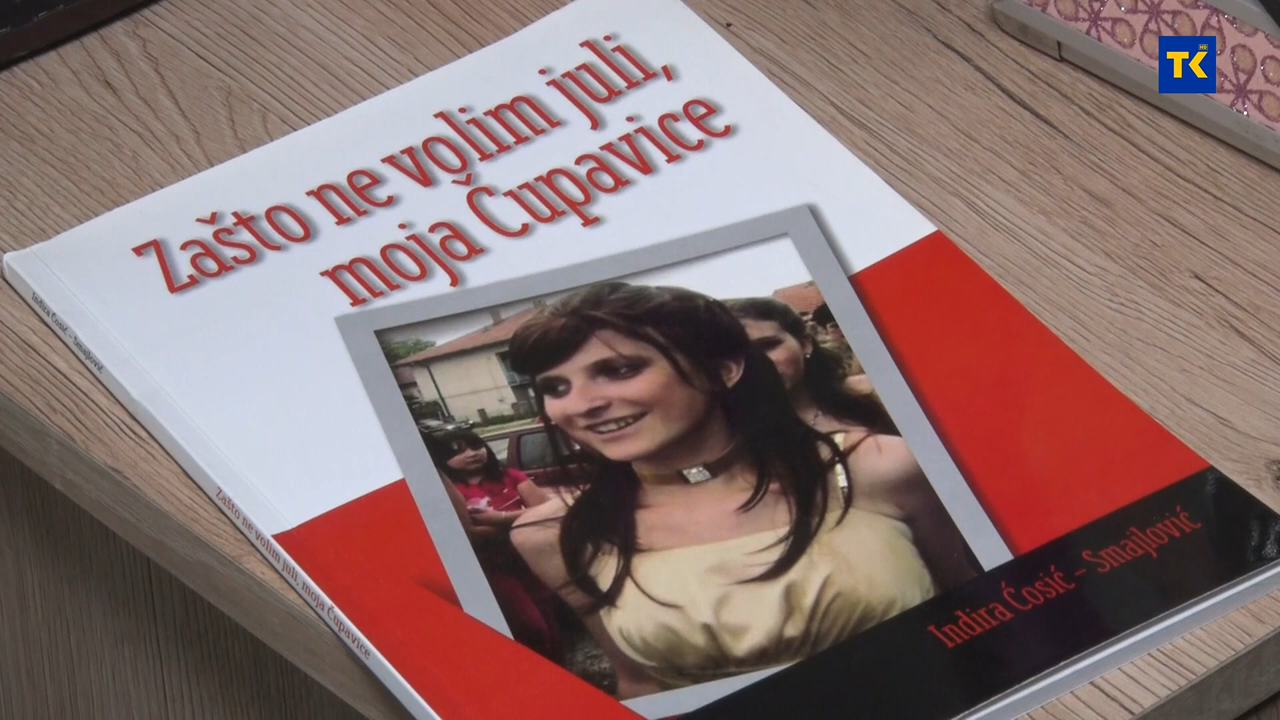 Zašto ne volim juli,
moja Čupavice
Indira Ćosić – Smajlović
Indira Ćosić – Smajlović
Zašto ne volim juli, moja Čupavice
TK HD